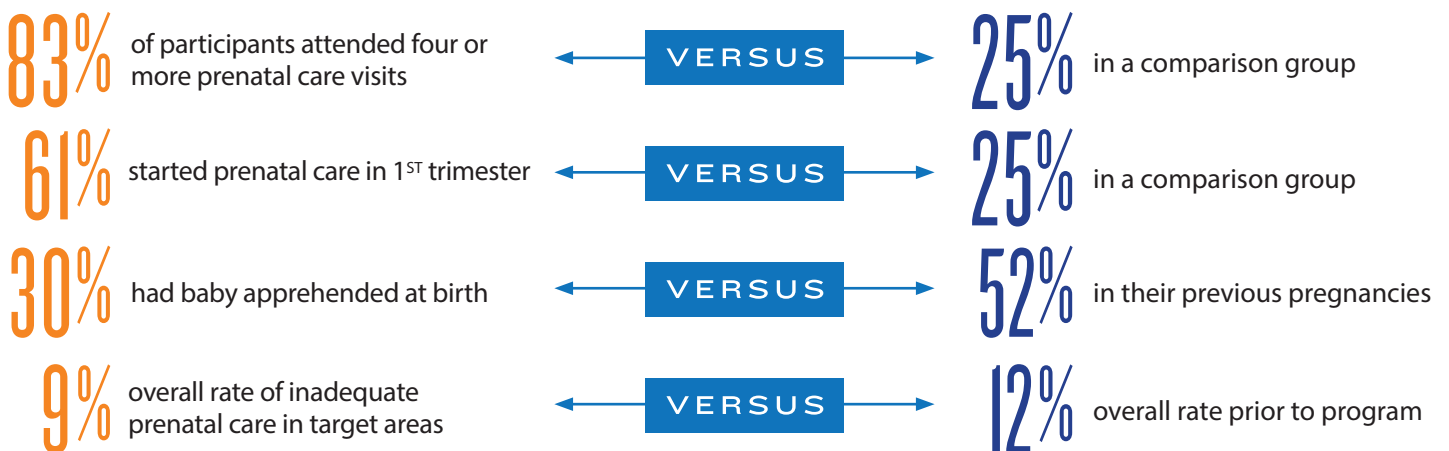 83% of participants attended four or
more prenatal care visits
VERSUS
25% in a comparison group
61% started prenatal care in 1ST trimester
VERSUS
25% in a comparison group
30% had baby apprehended at birth
VERSUS
52% in their previous pregnancies
9% overall rate of inadequate
prenatal care in target areas
VERSUS
12% overall rate prior to program